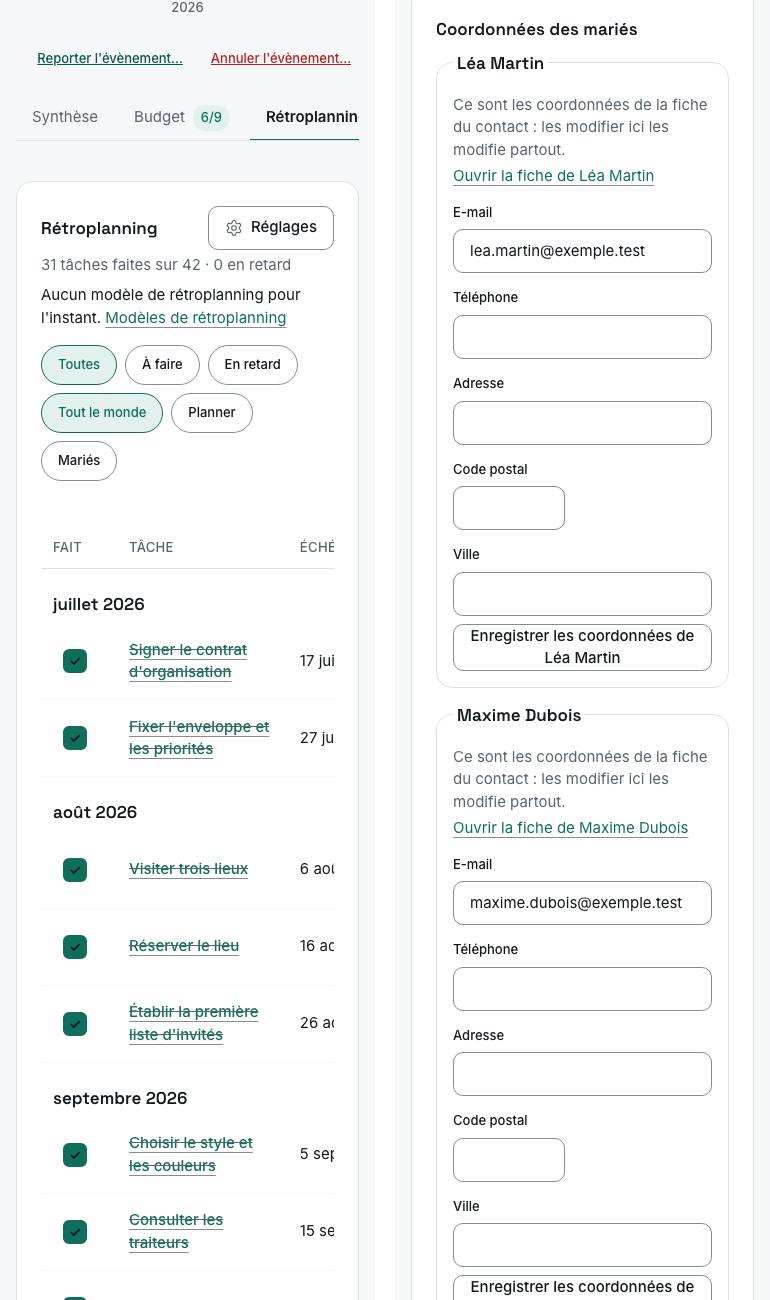 2026
Reporter l'évènement...
Annuler l'évènement...
Synthèse
Budget 6/9
Rétroplannin
Rétroplanning
Réglages
31 tâches faites sur 42 · 0 en retard
Aucun modèle de rétroplanning pour
l'instant. Modèles de rétroplanning
Toutes
À faire
En retard
Tout le monde
Planner
Mariés
FAIT
TÂCHE
ÉCHÉ
juillet 2026
Signer le contrat
d'organisation
17 jui
Fixer l'enveloppe et
les priorités
27 ju
août 2026
Visiter trois lieux
6 aoû
Réserver le lieu
16 ao
Établir la première
liste d'invités
26 ao
septembre 2026
Choisir le style et
les couleurs
5 sep
Consulter les
traiteurs
15 se
Coordonnées des mariés
Léa Martin
Ce sont les coordonnées de la fiche
du contact : les modifier ici les
modifie partout.
Ouvrir la fiche de Léa Martin
E-mail
lea.martin@exemple.test
Téléphone
Adresse
Code postal
Ville
Enregistrer les coordonnées de
Léa Martin
Maxime Dubois
Ce sont les coordonnées de la fiche
du contact : les modifier ici les
modifie partout.
Ouvrir la fiche de Maxime Dubois
E-mail
maxime.dubois@exemple.test
Téléphone
Adresse
Code postal
Ville
Enregistrer les coordonnées de